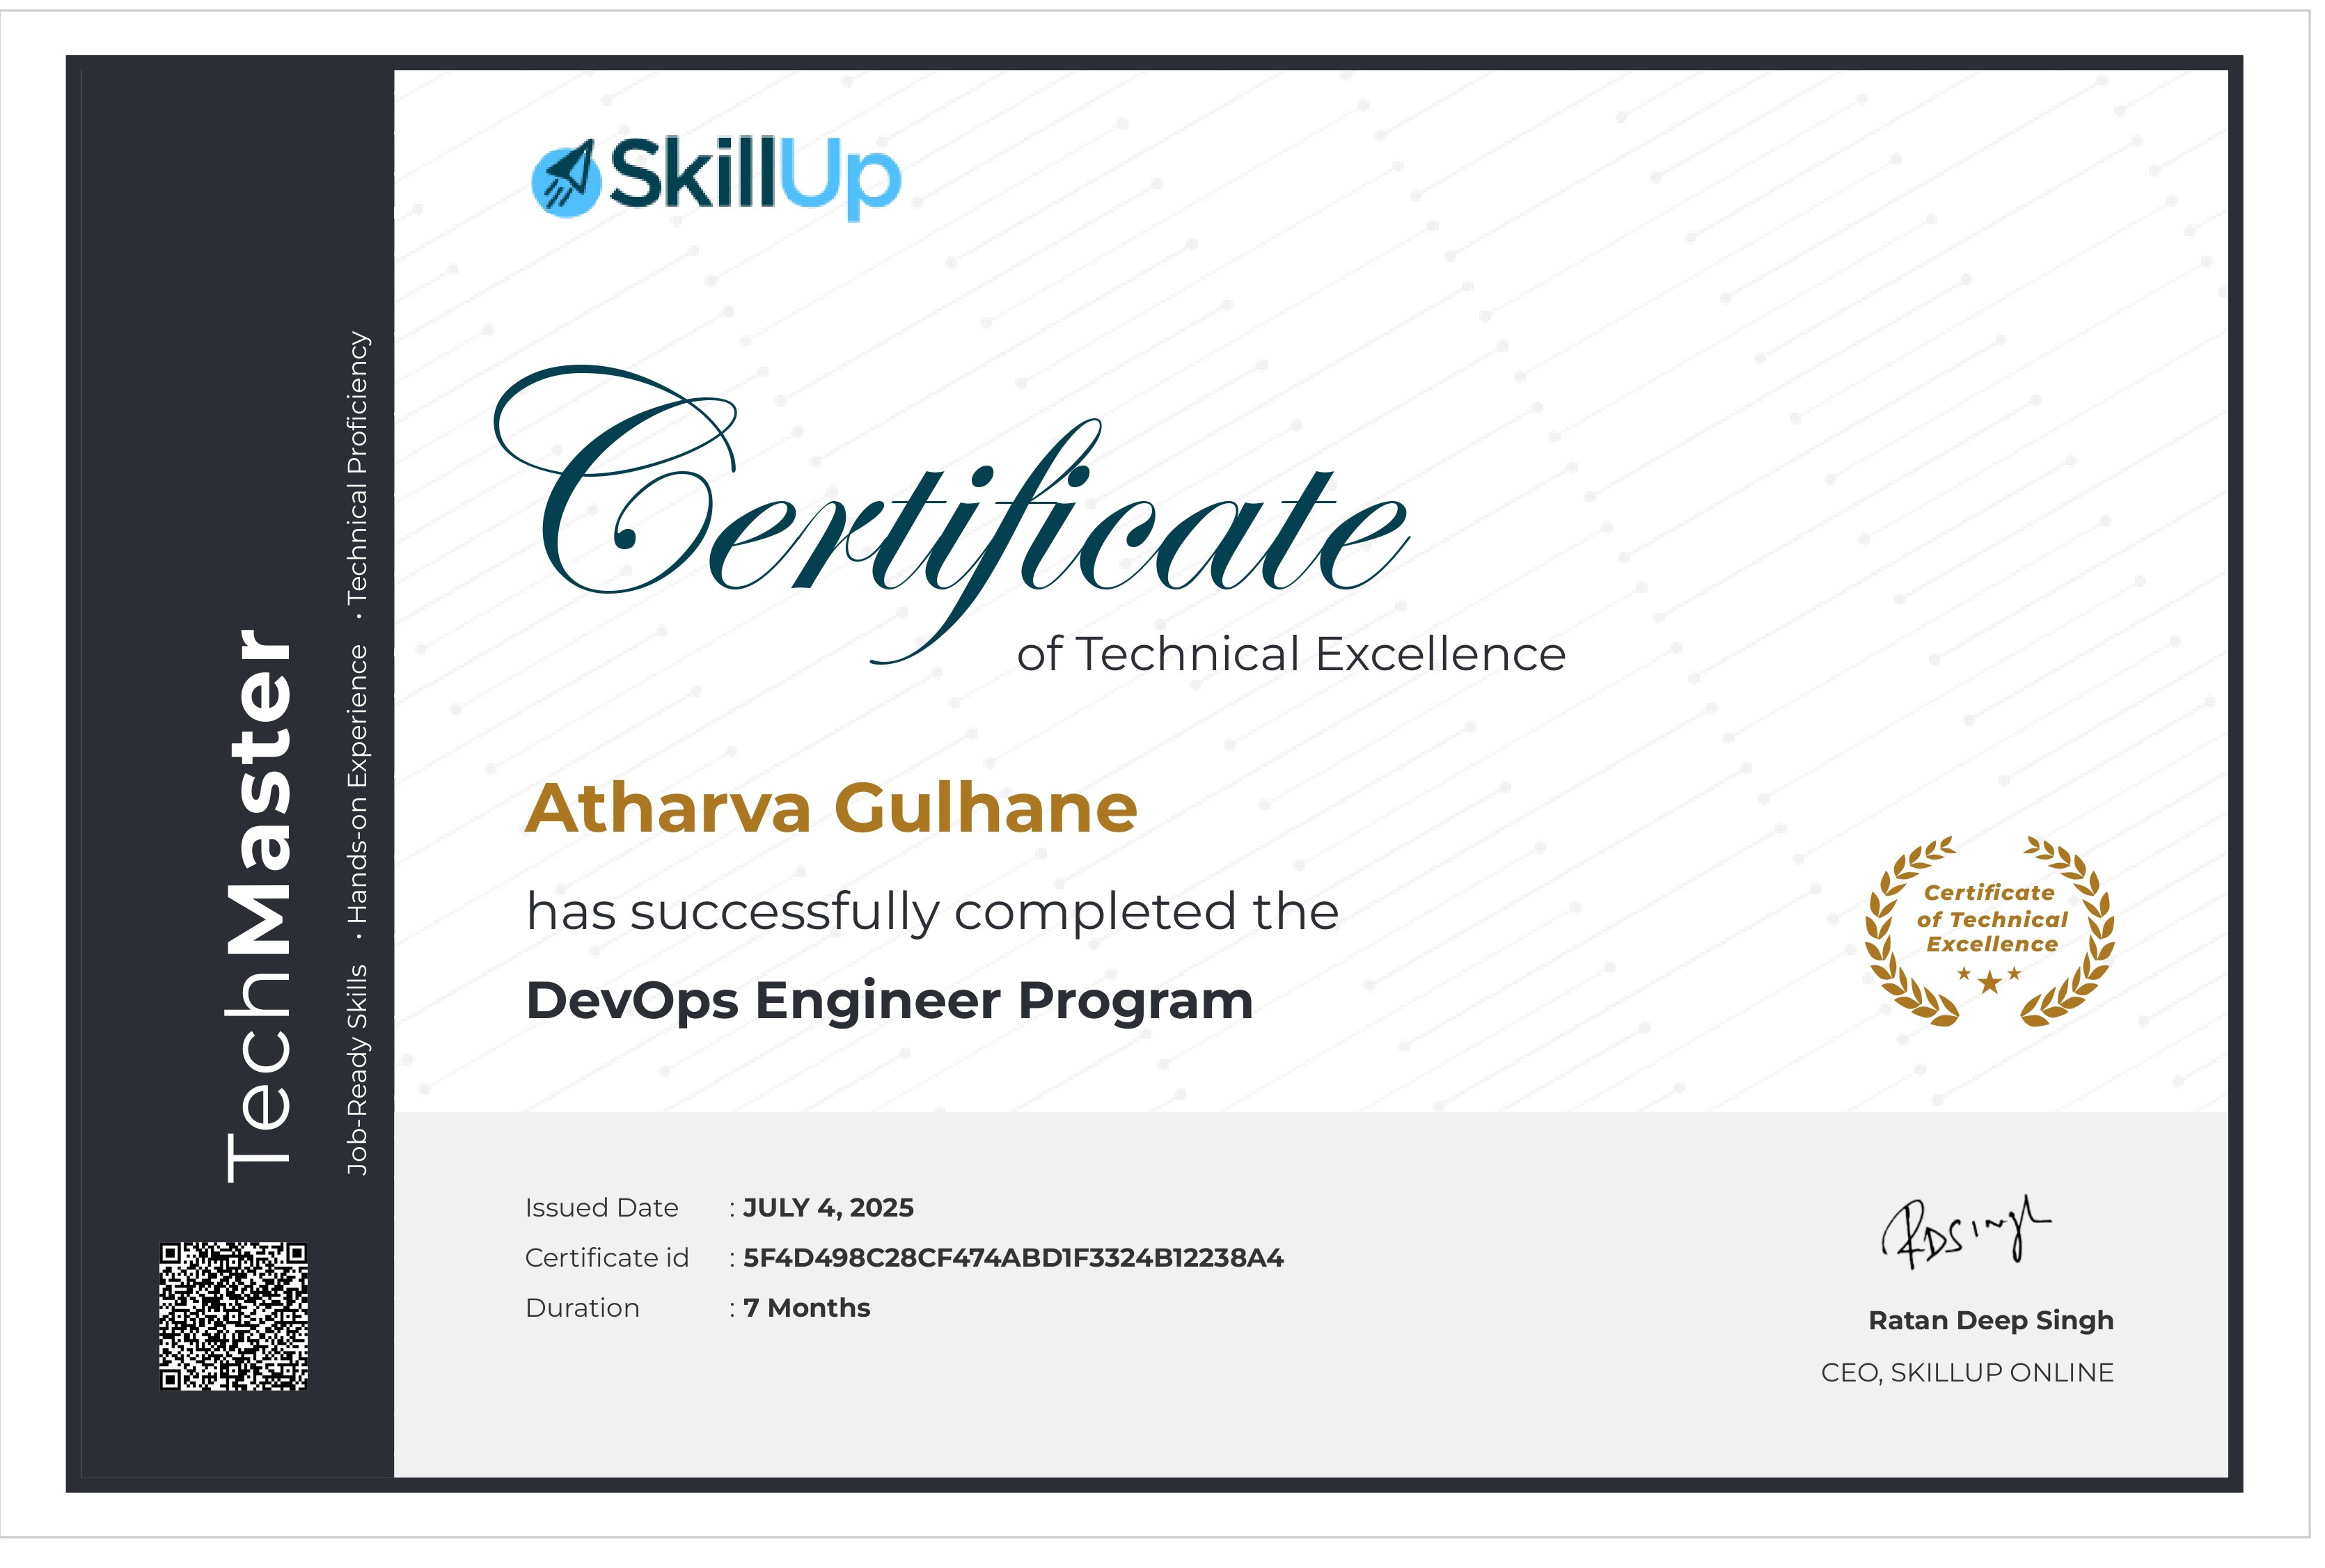 SkillUp
Certificate
of Technical Excellence
Atharva Gulhane
has successfully completed the
DevOps Engineer Program
Certificate
of Technical
Excellence
TechMaster
Job-Ready Skills · Hands-on Experience · Technical Proficiency
Issued Date : JULY 4, 2025
Certificate id : 5F4D498C28CF474ABD1F3324B12238A4
Duration : 7 Months
RDSingh
Ratan Deep Singh
CEO, SKILLUP ONLINE